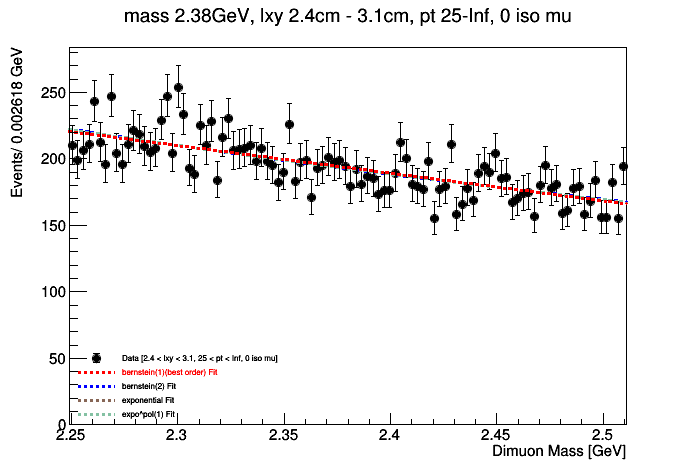 mass 2.38GeV, lxy 2.4cm - 3.1cm, pt 25-Inf, 0 iso mu
Events/ 0.002618 GeV
250
200
150
100
50
0
Data [2.4 < lxy < 3.1, 25 < pt < Inf, 0 iso mu]
bernstein(1)(best order) Fit
bernstein(2) Fit
exponential Fit
expo^pol(1) Fit
2.25 2.3 2.35 2.4 2.45 2.5
Dimuon Mass [GeV]